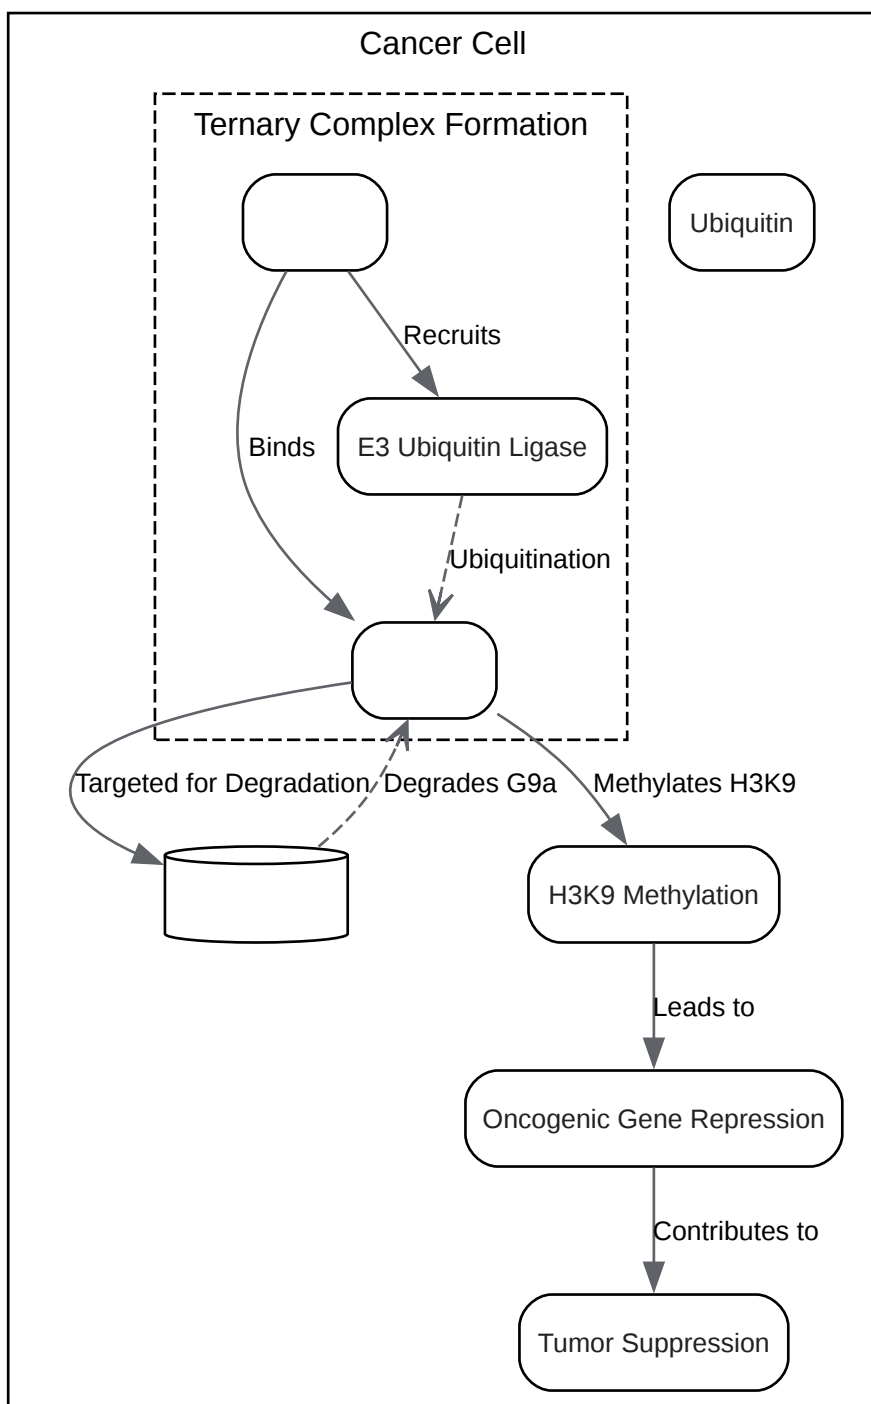 Cancer Cell
Ternary Complex Formation
Ubiquitin
Recruits
Binds
E3 Ubiquitin Ligase
Ubiquitination
Targeted for Degradation
Degrades G9a
Methylates H3K9
H3K9 Methylation
Leads to
Oncogenic Gene Repression
Contributes to
Tumor Suppression